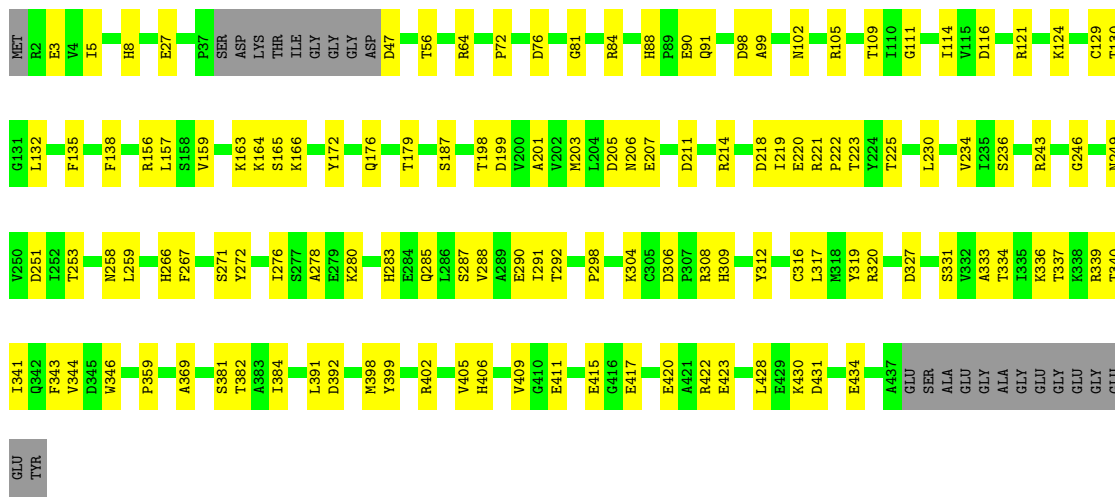 MET R2 E3 V4 I5 H8 E27 P37 SER ASP LYS THR ILE GLY GLY GLY ASP D47 T56 R64 P72 D76 G81 R84 H88 P89 E90 Q91 D98 A99 N102 R105 T109 I110 G111 I114 V115 D116 R121 K124 C129 T130
G131 L132 F135 F138 R156 L157 S158 V159 K163 K164 S165 K166 Y172 Q176 T179 S187 T198 D199 V200 A201 V202 M203 L204 D205 N206 E207 D211 R214 D218 I219 E220 R221 P222 T223 Y224 T225 L230 V234 I235 S236 R243 G246 N249
V250 D251 I252 T253 N258 L259 H266 F267 S271 Y272 I276 S277 A278 E279 K280 H283 E284 Q285 L286 S287 V288 A289 E290 I291 T292 P298 K304 C305 D306 P307 R308 H309 Y312 C316 L317 M318 Y319 R320 D327 S331 V332 A333 T334 I335 K336 T337 K338 R339 T340
I341 Q342 F343 V344 D345 W346 P359 A369 S381 T382 A383 I384 L391 D392 M398 Y399 R402 V405 H406 V409 G410 E411 E415 G416 E417 E420 A421 R422 E423 L428 E429 K430 D431 E434 A437 GLU SER ALA GLU GLY ALA GLY GLU GLY GLU GLY GLU
GLU TYR